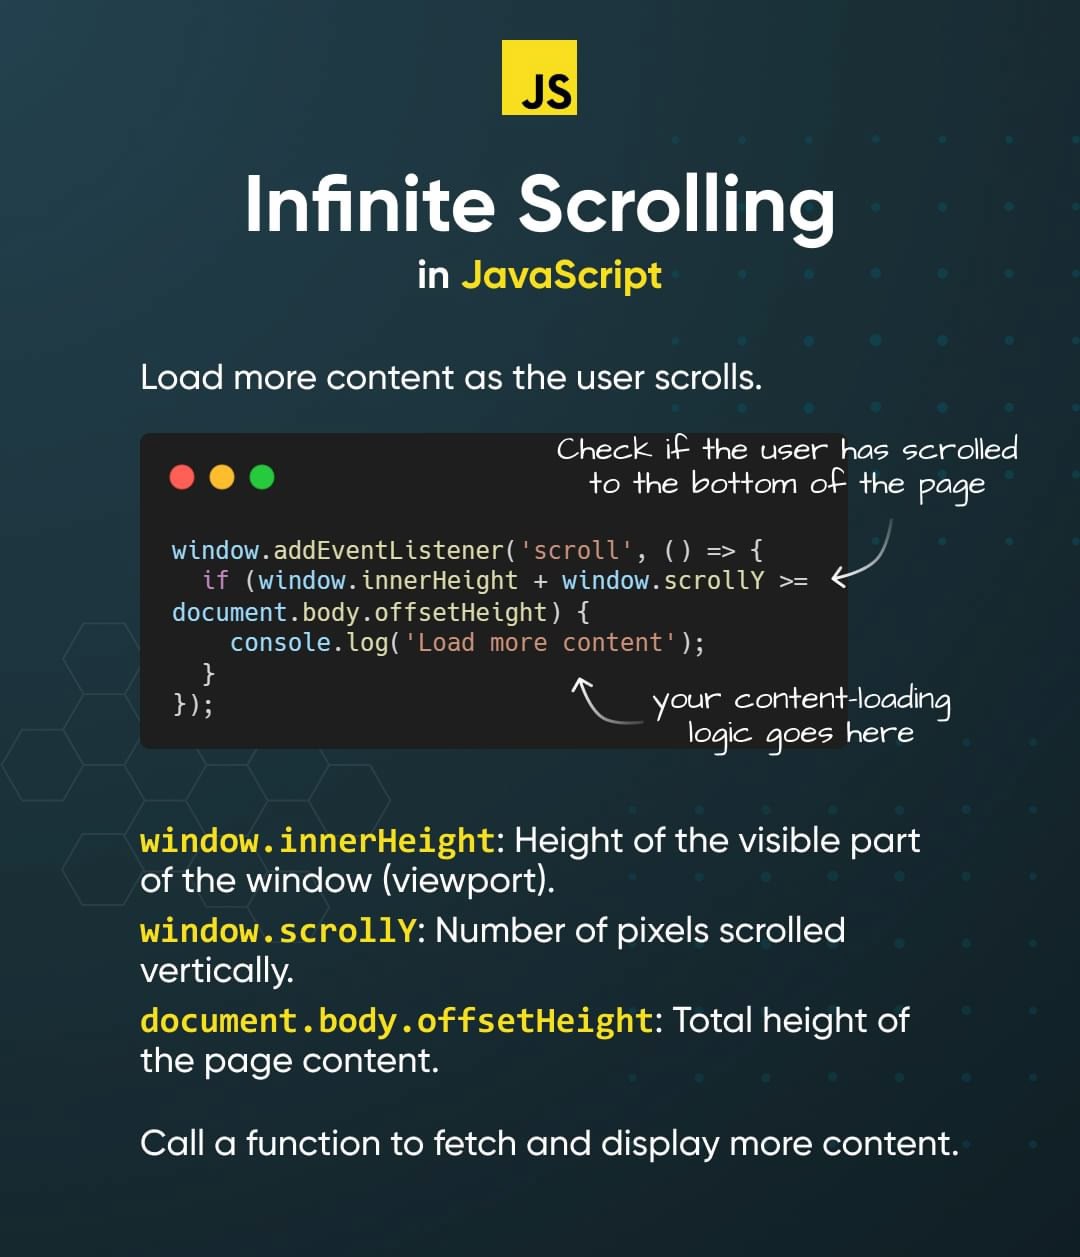 JS
Infinite Scrolling
in JavaScript
Load more content as the user scrolls.
Check if the user has scrolled
to the bottom of the page
window.addEventListener('scroll', () => {
  if (window.innerHeight + window.scrollY >=
document.body.offsetHeight) {
    console.log('Load more content');
  }
});
your content-loading
logic goes here
window.innerHeight: Height of the visible part
of the window (viewport).
window.scrollY: Number of pixels scrolled
vertically.
document.body.offsetHeight: Total height of
the page content.
Call a function to fetch and display more content.